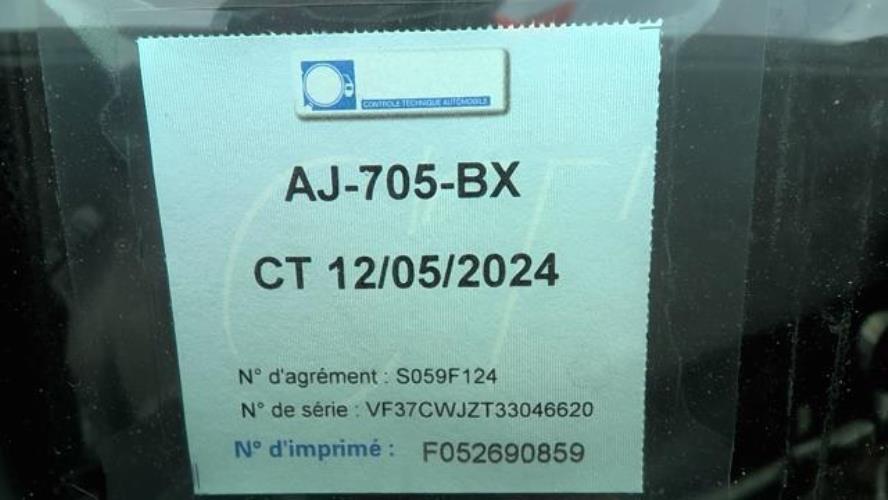 CONTROLE TECHNIQUE AUTOMOBILE
AJ-705-BX
CT 12/05/2024
N° d'agrément : S059F124
N° de série : VF37CWJZT33046620
N° d'imprimé : F052690859